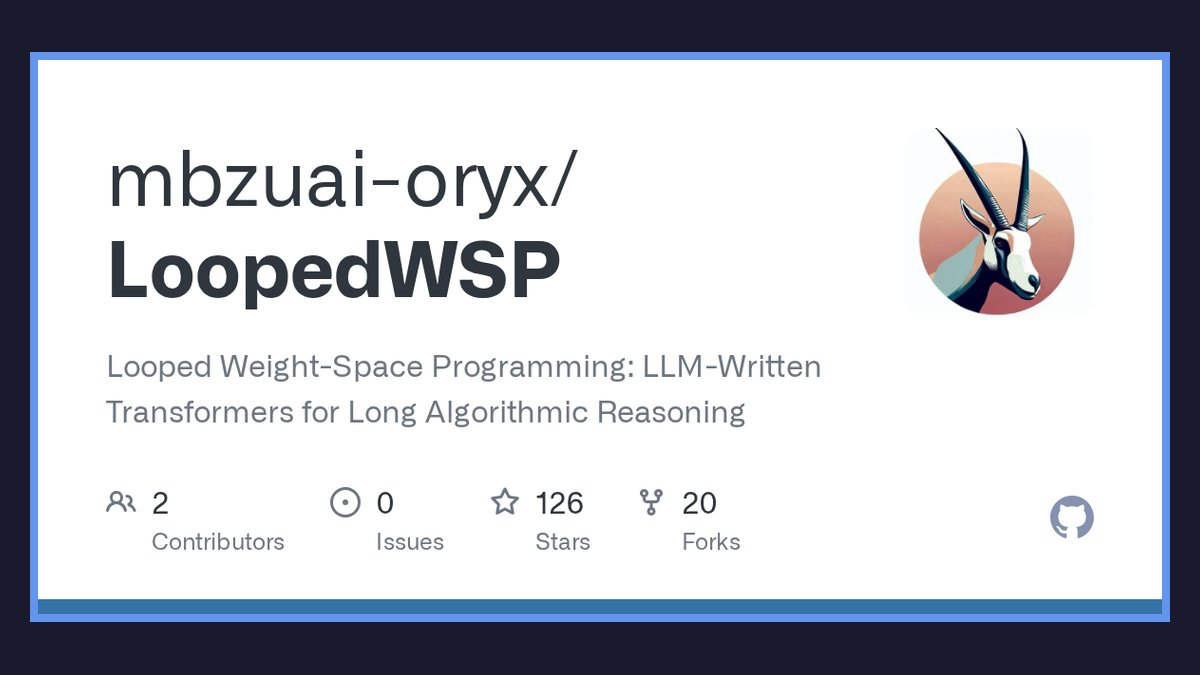 mbzuai-oryx/
LoopedWSP
Looped Weight-Space Programming: LLM-Written
Transformers for Long Algorithmic Reasoning
2 0 126 20
Contributors Issues Stars Forks